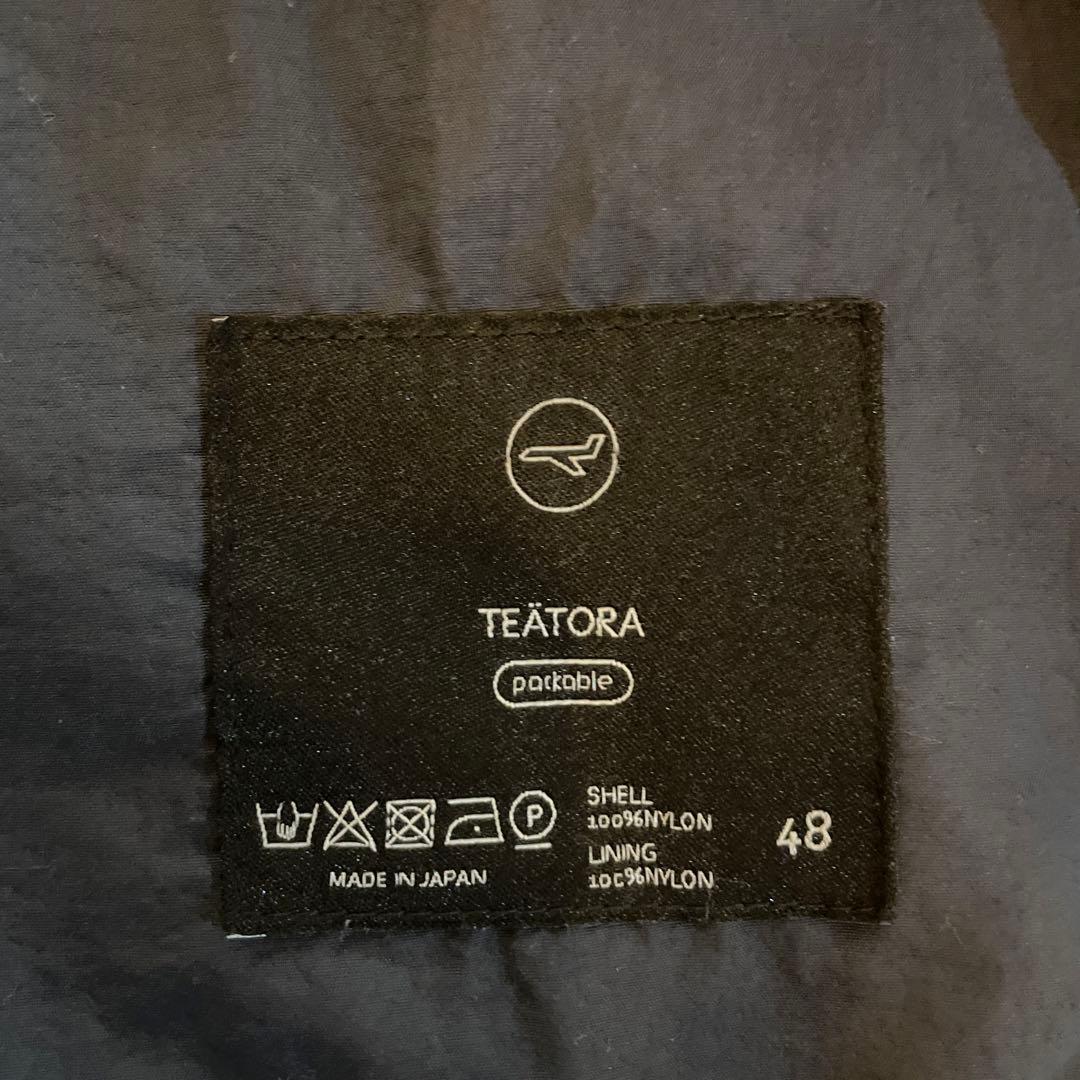 TEÄTORA
packable
P
MADE IN JAPAN
SHELL
100%NYLON
LINING
100%NYLON
48